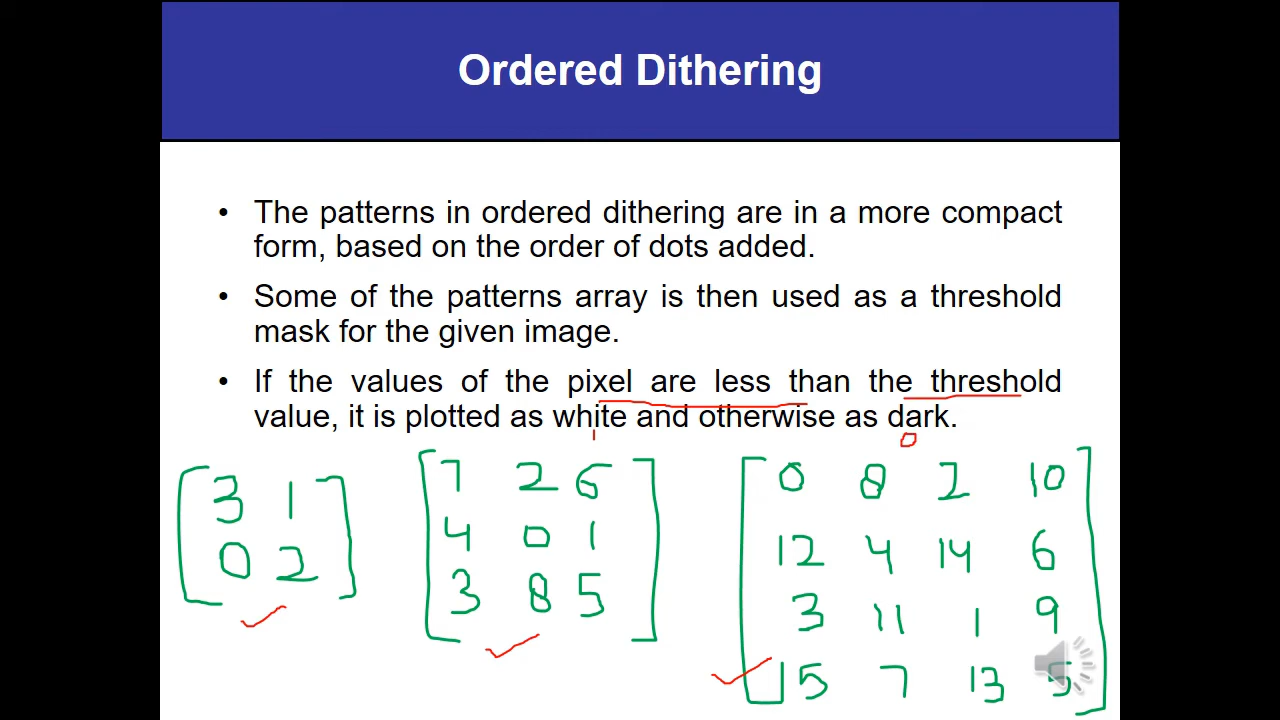 Ordered Dithering
• The patterns in ordered dithering are in a more compact
form, based on the order of dots added.
• Some of the patterns array is then used as a threshold
mask for the given image.
• If the values of the pixel are less than the threshold
value, it is plotted as white and otherwise as dark.
1 0
3 1
0 2
7 2 6
4 0 1
3 8 5
0 8 2 10
12 4 14 6
3 11 1 9
15 7 13 5